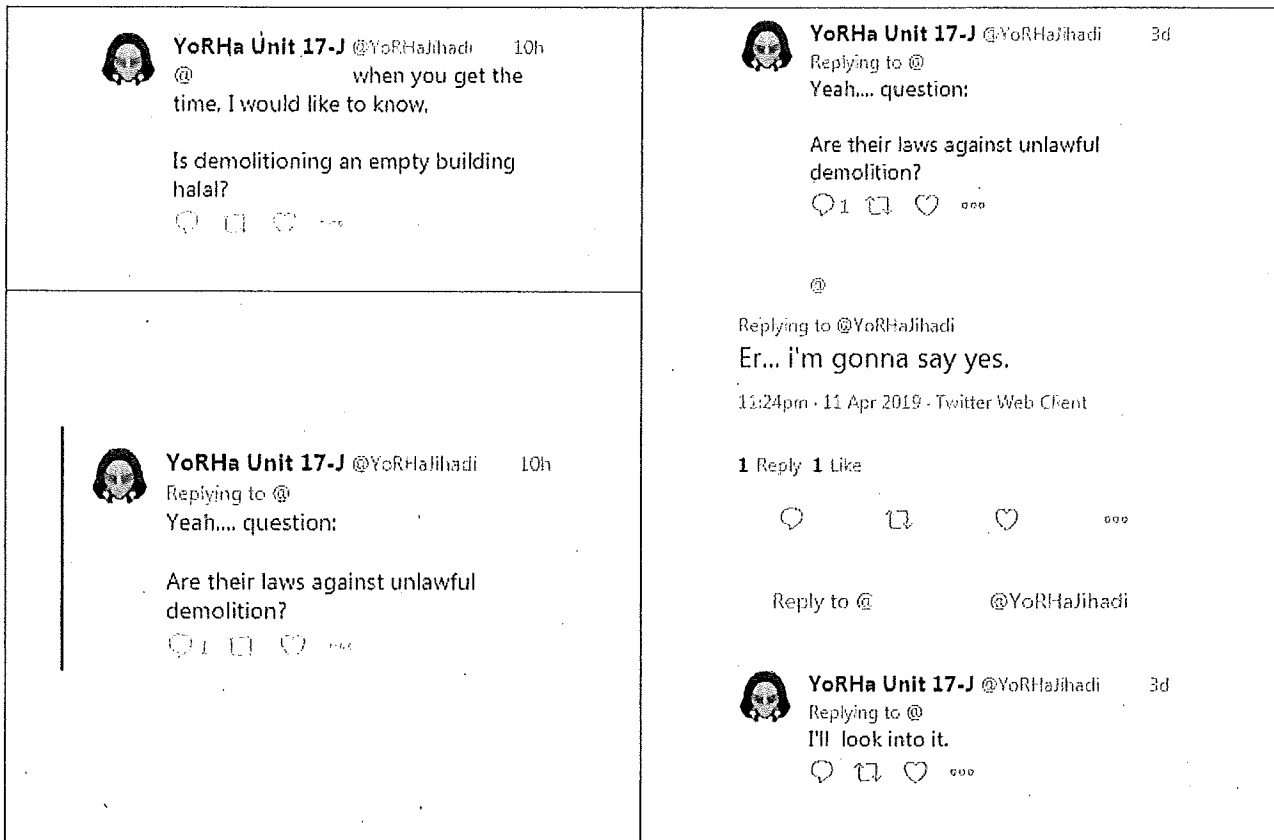 YoRHa Unit 17-J @YoRHaJihadi 10h
@ when you get the
time, I would like to know,
Is demolitioning an empty building
halal?
YoRHa Unit 17-J @YoRHaJihadi 10h
Replying to @
Yeah.... question:
Are their laws against unlawful
demolition?
1
YoRHa Unit 17-J @YoRHaJihadi 3d
Replying to @
Yeah.... question:
Are their laws against unlawful
demolition?
1
@
Replying to @YoRHaJihadi
Er... i'm gonna say yes.
11:24pm · 11 Apr 2019 · Twitter Web Client
1 Reply 1 Like
Reply to @ @YoRHaJihadi
YoRHa Unit 17-J @YoRHaJihadi 3d
Replying to @
I'll look into it.